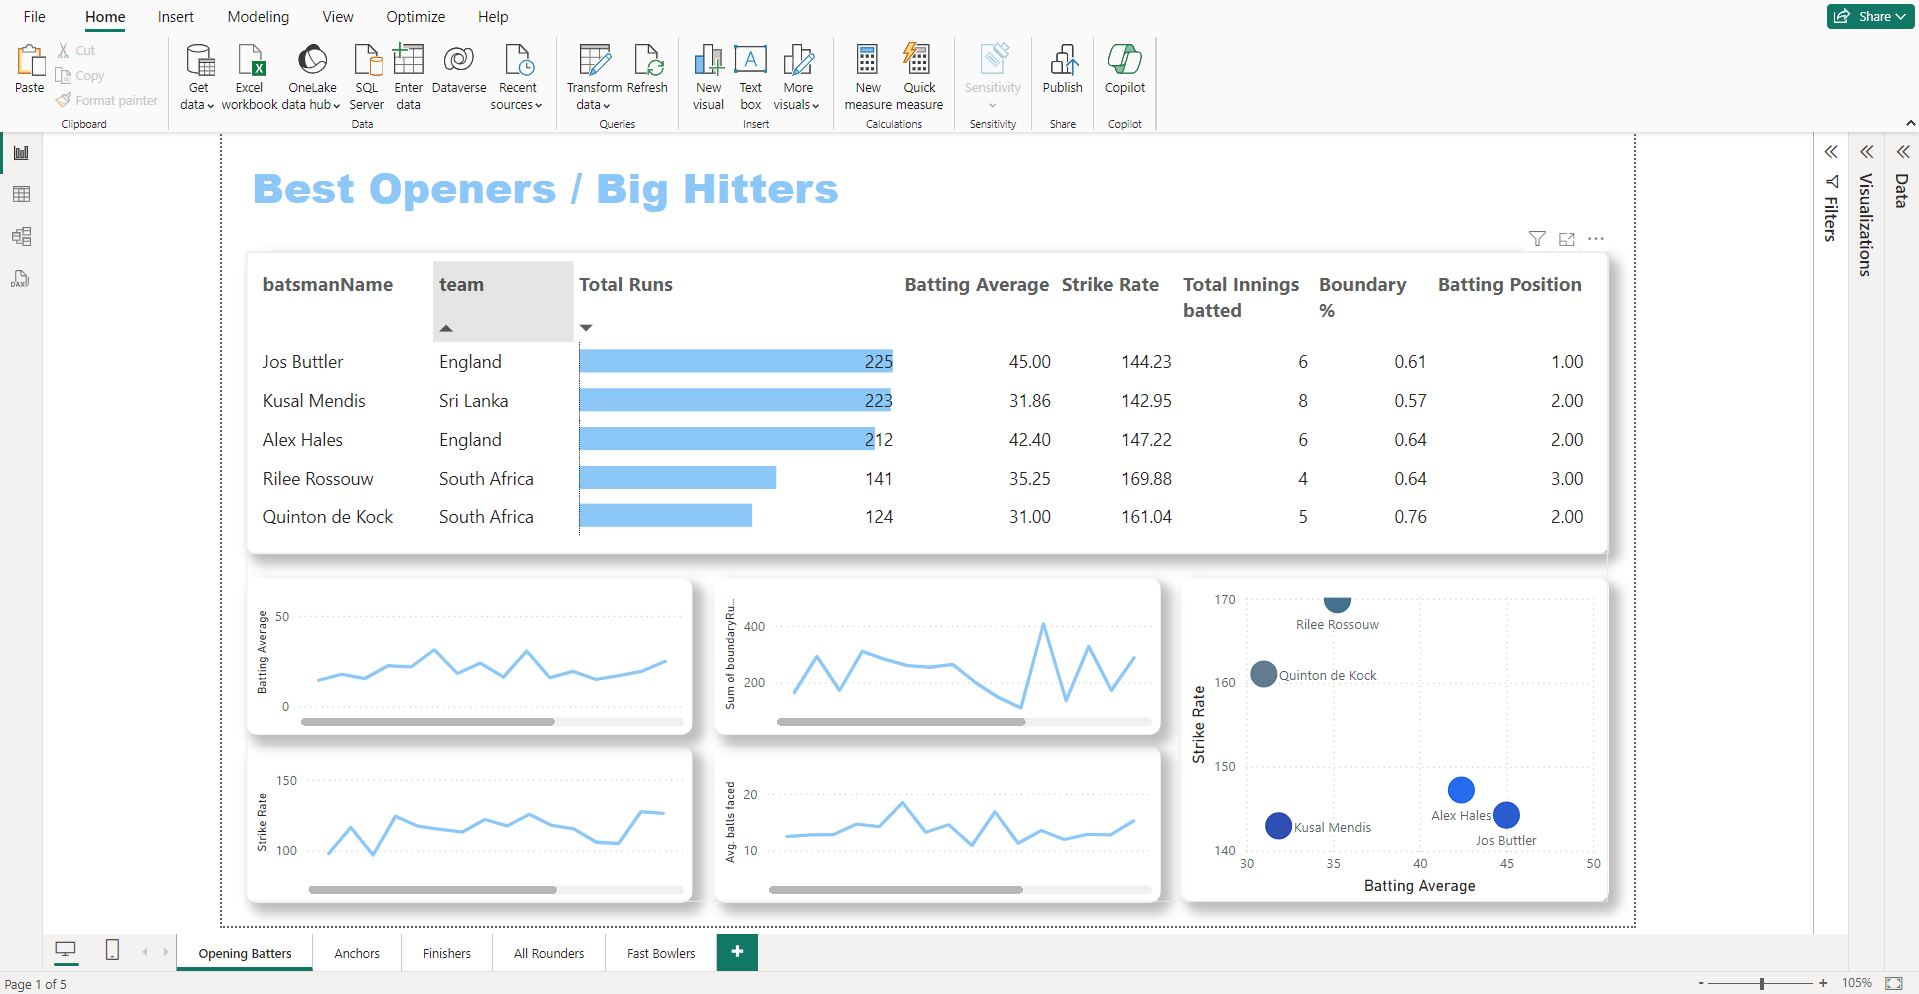 File Home Insert Modeling View Optimize Help
Share
Paste
Cut
Copy
Format painter
Clipboard
Get data
Excel workbook
OneLake data hub
SQL Server
Enter data
Dataverse
Recent sources
Data
Transform data
Refresh
Queries
New visual
Text box
More visuals
Insert
New measure
Quick measure
Calculations
Sensitivity
Sensitivity
Publish
Share
Copilot
Copilot
Filters
Visualizations
Data
DAX
Best Openers / Big Hitters
batsmanName team Total Runs Batting Average Strike Rate Total Innings batted Boundary % Batting Position
Jos Buttler England 225 45.00 144.23 6 0.61 1.00
Kusal Mendis Sri Lanka 223 31.86 142.95 8 0.57 2.00
Alex Hales England 212 42.40 147.22 6 0.64 2.00
Rilee Rossouw South Africa 141 35.25 169.88 4 0.64 3.00
Quinton de Kock South Africa 124 31.00 161.04 5 0.76 2.00
Batting Average
50
0
Sum of boundaryRu...
400
200
Strike Rate
150
100
Avg. balls faced
20
10
Strike Rate
170
160
150
140
Rilee Rossouw
Quinton de Kock
Alex Hales
Kusal Mendis
Jos Buttler
30 35 40 45 50
Batting Average
Opening Batters Anchors Finishers All Rounders Fast Bowlers +
Page 1 of 5
- + 105%